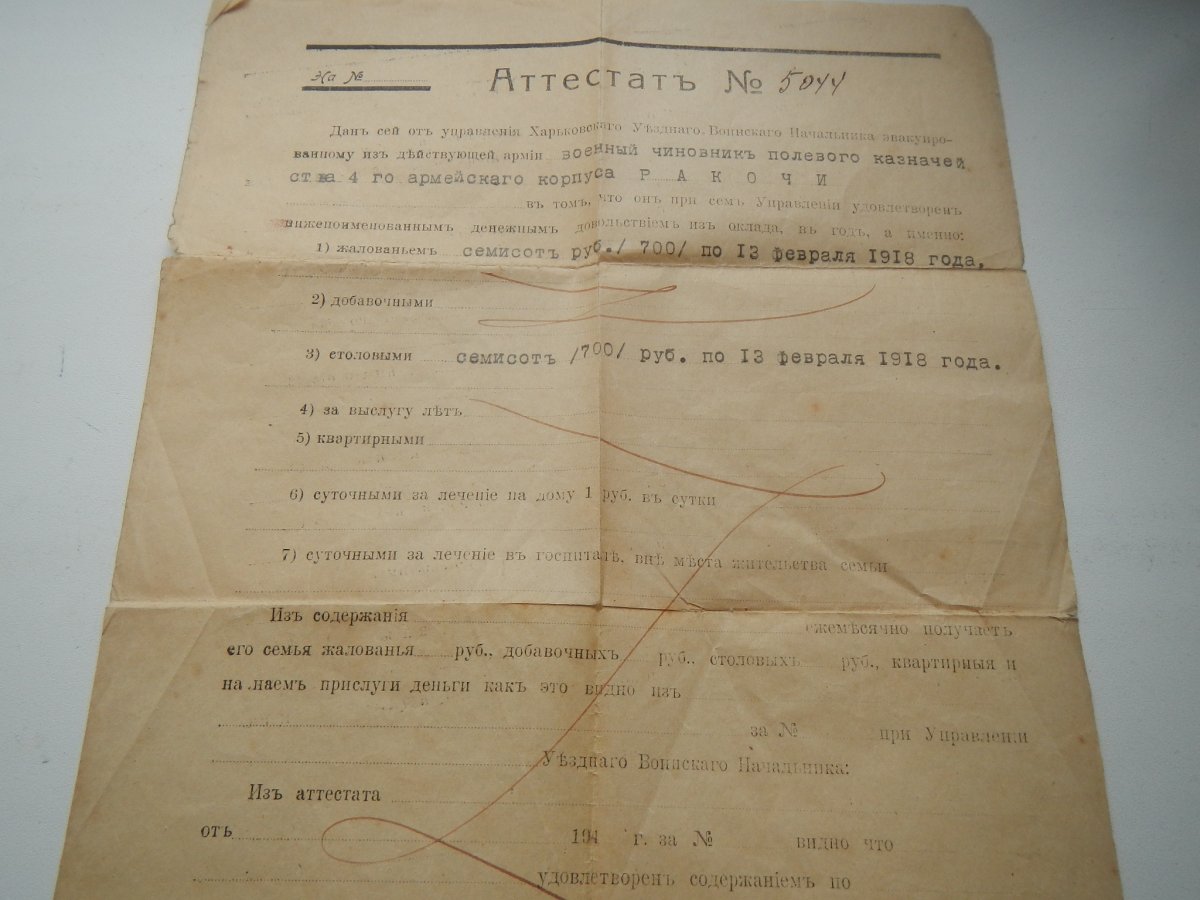 На №
Аттестатъ № 5044
Данъ сей отъ управленія Харьковскаго Уѣзднаго Воинскаго Начальника эвакуиро-
ванному изъ дѣйствующей арміи военный чиновникъ полевого казначей
ства 4 го армейскаго корпуса Р А К О Ч И
въ томъ, что онъ при семъ Управленіи удовлетворенъ
нижепоименованнымъ денежнымъ довольствіемъ изъ оклада, въ годъ, а именно:
1) жалованьемъ семисотъ руб./ 700/ по 13 февраля 1918 года,
2) добавочными
3) столовыми семисотъ /700/ руб. по 13 февраля 1918 года.
4) за выслугу лѣтъ
5) квартирными
6) суточными за леченіе на дому 1 руб. въ сутки
7) суточными за леченіе въ госпиталѣ, внѣ мѣста жительства семьи
Изъ содержанія ежемѣсячно получаетъ
его семья жалованья руб., добавочныхъ руб., столовыхъ руб., квартирныя и
на наемъ прислуги деньги какъ это видно изъ
за № при Управленіи
Уѣзднаго Воинскаго Начальника:
Изъ аттестата
отъ 191 г. за № видно что
удовлетворенъ содержаніемъ по